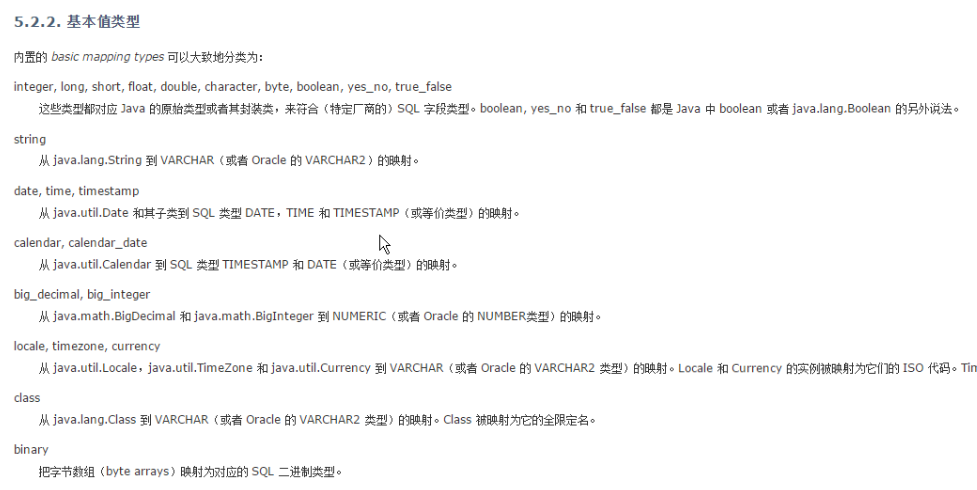 5.2.2. 基本值类型
内置的 basic mapping types 可以大致地分类为：
integer, long, short, float, double, character, byte, boolean, yes_no, true_false
这些类型都对应 Java 的原始类型或者其封装类，来符合（特定厂商的）SQL 字段类型。boolean, yes_no 和 true_false 都是 Java 中 boolean 或者 java.lang.Boolean 的另外说法。
string
从 java.lang.String 到 VARCHAR（或者 Oracle 的 VARCHAR2）的映射。
date, time, timestamp
从 java.util.Date 和其子类到 SQL 类型 DATE，TIME 和 TIMESTAMP（或等价类型）的映射。
calendar, calendar_date
从 java.util.Calendar 到 SQL 类型 TIMESTAMP 和 DATE（或等价类型）的映射。
big_decimal, big_integer
从 java.math.BigDecimal 和 java.math.BigInteger 到 NUMERIC（或者 Oracle 的 NUMBER类型）的映射。
locale, timezone, currency
从 java.util.Locale，java.util.TimeZone 和 java.util.Currency 到 VARCHAR（或者 Oracle 的 VARCHAR2 类型）的映射。Locale 和 Currency 的实例被映射为它们的 ISO 代码。Tin
class
从 java.lang.Class 到 VARCHAR（或者 Oracle 的 VARCHAR2 类型）的映射。Class 被映射为它的全限定名。
binary
把字节数组（byte arrays）映射为对应的 SQL 二进制类型。